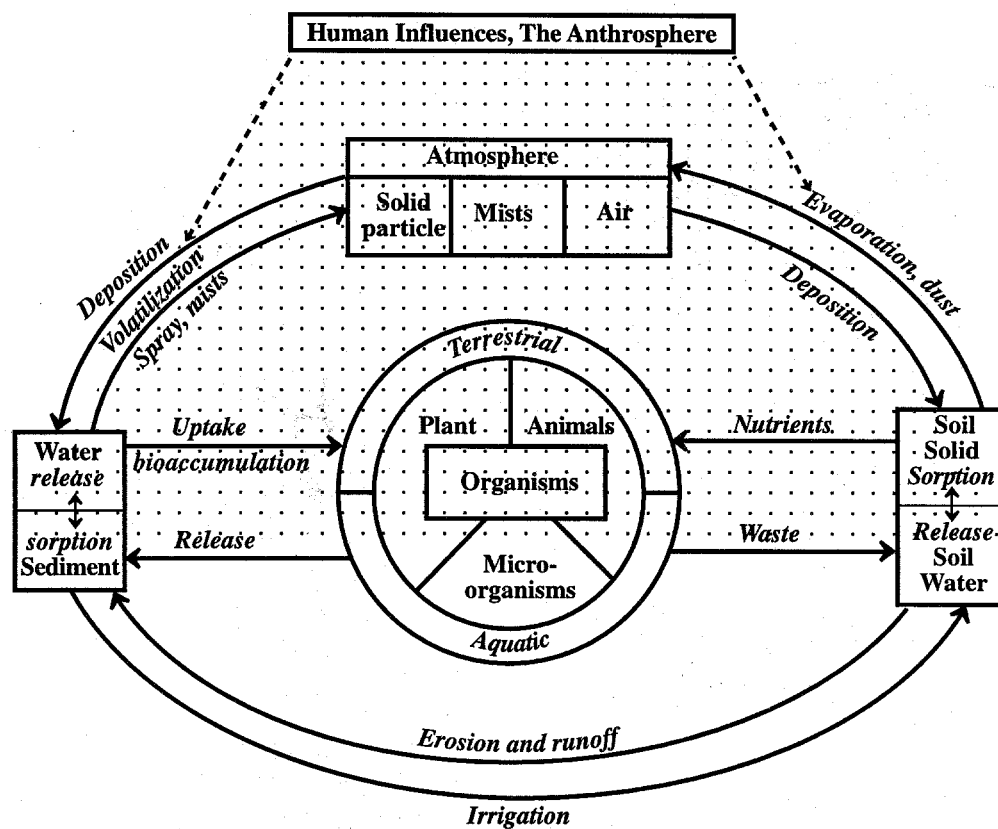 Human Influences, The Anthrosphere
Atmosphere
Solid
particle
Mists
Air
Deposition
Volatilization
Spray, mists
Evaporation, dust
Deposition
Terrestrial
Plant
Animals
Organisms
Micro-
organisms
Aquatic
Uptake
bioaccumulation
Release
Nutrients
Waste
Water
release
sorption
Sediment
Soil
Solid
Sorption
Release-
Soil
Water
Erosion and runoff
Irrigation